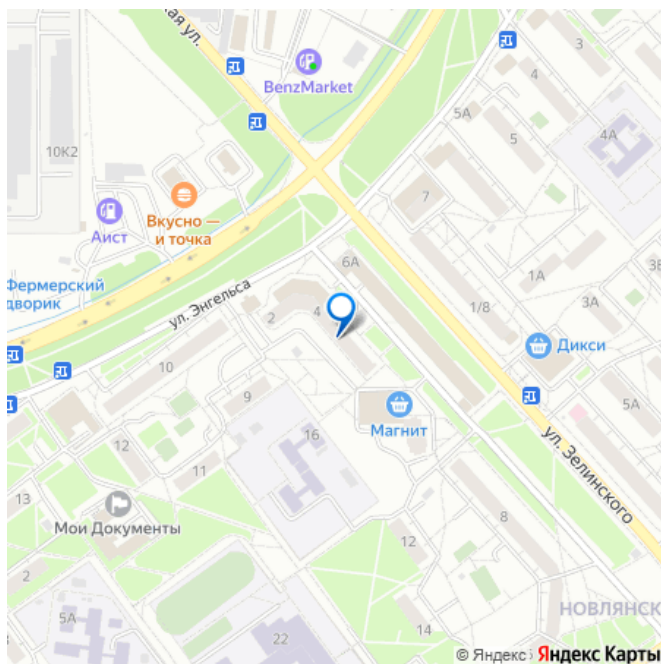 кая ул.
BenzMarket
3
4
5А
5
4А
10К2
7
Аист
Вкусно —
и точка
Фермерский
дворик
ул. Энгельса
6А
1А
3В
2
4
1/8
3А
Дикси
10
9
5А
Магнит
ул. Зелинского
16
12
11
13
Мои Документы
8
12
2
НОВЛЯНСК
5А
22
14
© Яндекс
Яндекс Карты